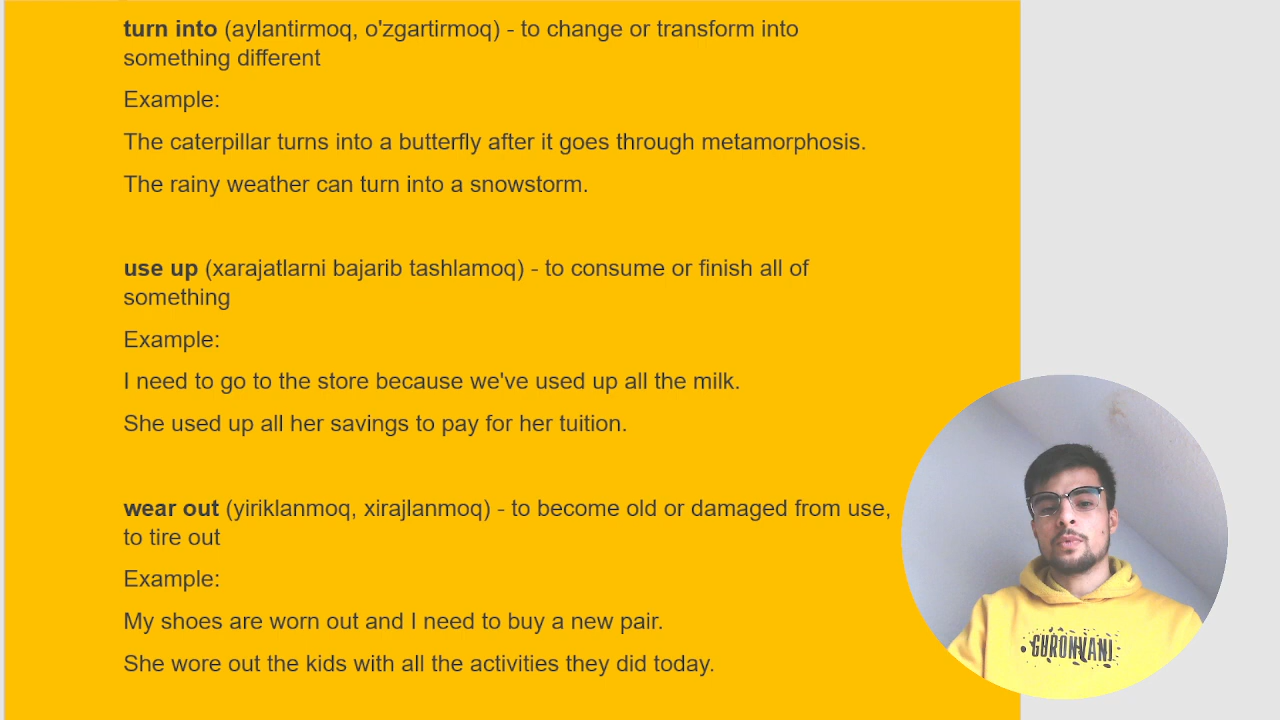 turn into (aylantirmoq, o'zgartirmoq) - to change or transform into
something different
Example:
The caterpillar turns into a butterfly after it goes through metamorphosis.
The rainy weather can turn into a snowstorm.
use up (xarajatlarni bajarib tashlamoq) - to consume or finish all of
something
Example:
I need to go to the store because we've used up all the milk.
She used up all her savings to pay for her tuition.
wear out (yiriklanmoq, xirajlanmoq) - to become old or damaged from use,
to tire out
Example:
My shoes are worn out and I need to buy a new pair.
She wore out the kids with all the activities they did today.